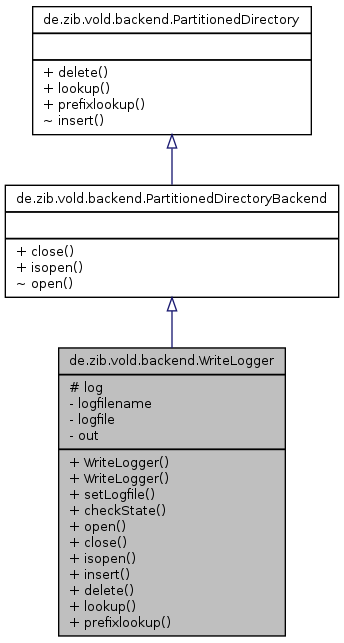 de.zib.vold.backend.PartitionedDirectory
+ delete()
+ lookup()
+ prefixlookup()
~ insert()
de.zib.vold.backend.PartitionedDirectoryBackend
+ close()
+ isopen()
~ open()
de.zib.vold.backend.WriteLogger
# log
- logfilename
- logfile
- out
+ WriteLogger()
+ WriteLogger()
+ setLogfile()
+ checkState()
+ open()
+ close()
+ isopen()
+ insert()
+ delete()
+ lookup()
+ prefixlookup()